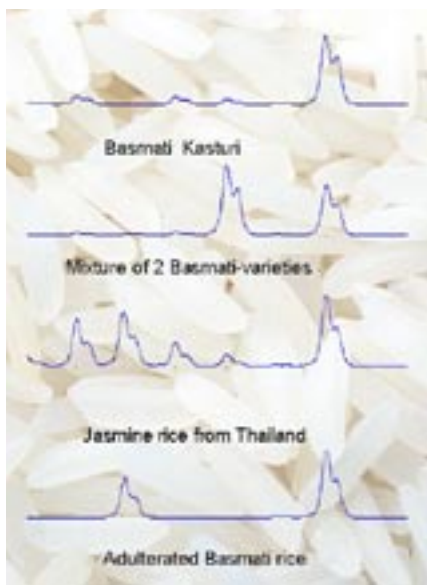 Basmati Kasturi
Mixture of 2 Basmati-varieties
Jasmine rice from Thailand
Adulterated Basmati rice